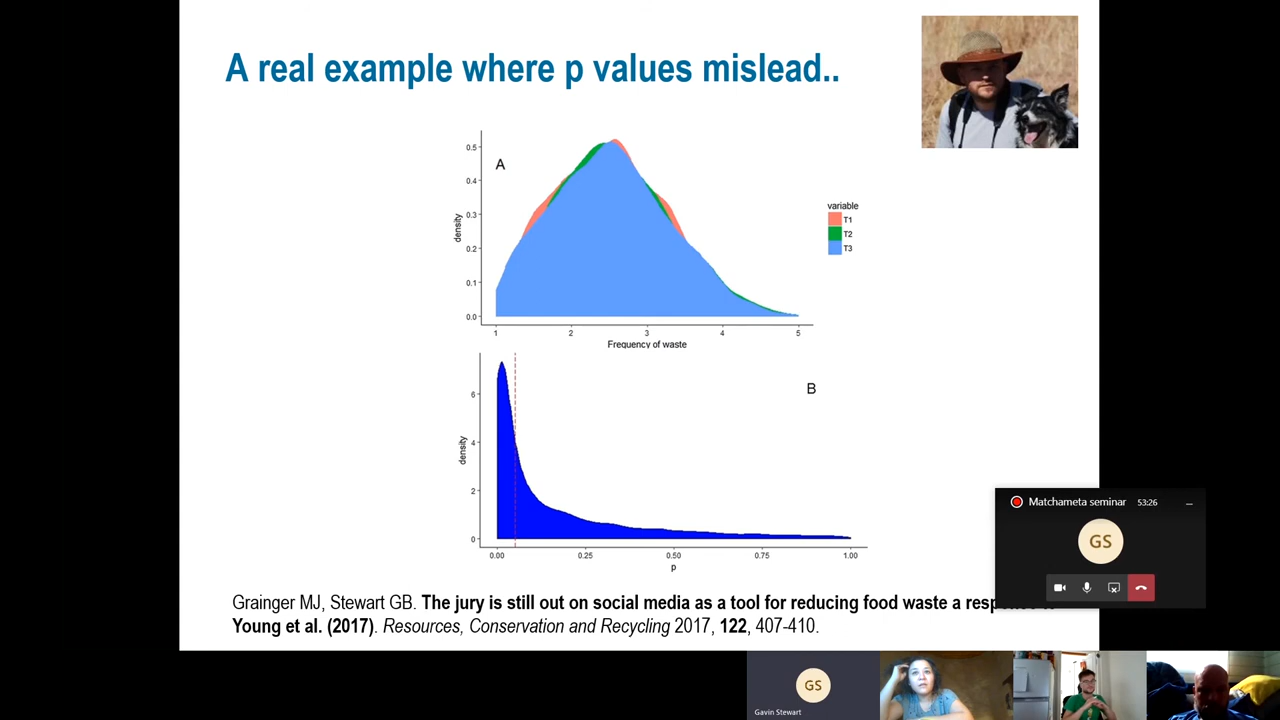 A real example where p values mislead..
A
0.5
0.4
0.3
0.2
0.1
0.0
density
1 2 3 4 5
Frequency of waste
variable
T1
T2
T3
B
6
4
2
0
density
0.00 0.25 0.50 0.75 1.00
p
Matchameta seminar 53:26
GS
Grainger MJ, Stewart GB. The jury is still out on social media as a tool for reducing food waste a
Young et al. (2017). Resources, Conservation and Recycling 2017, 122, 407-410.
GS
Gavin Stewart